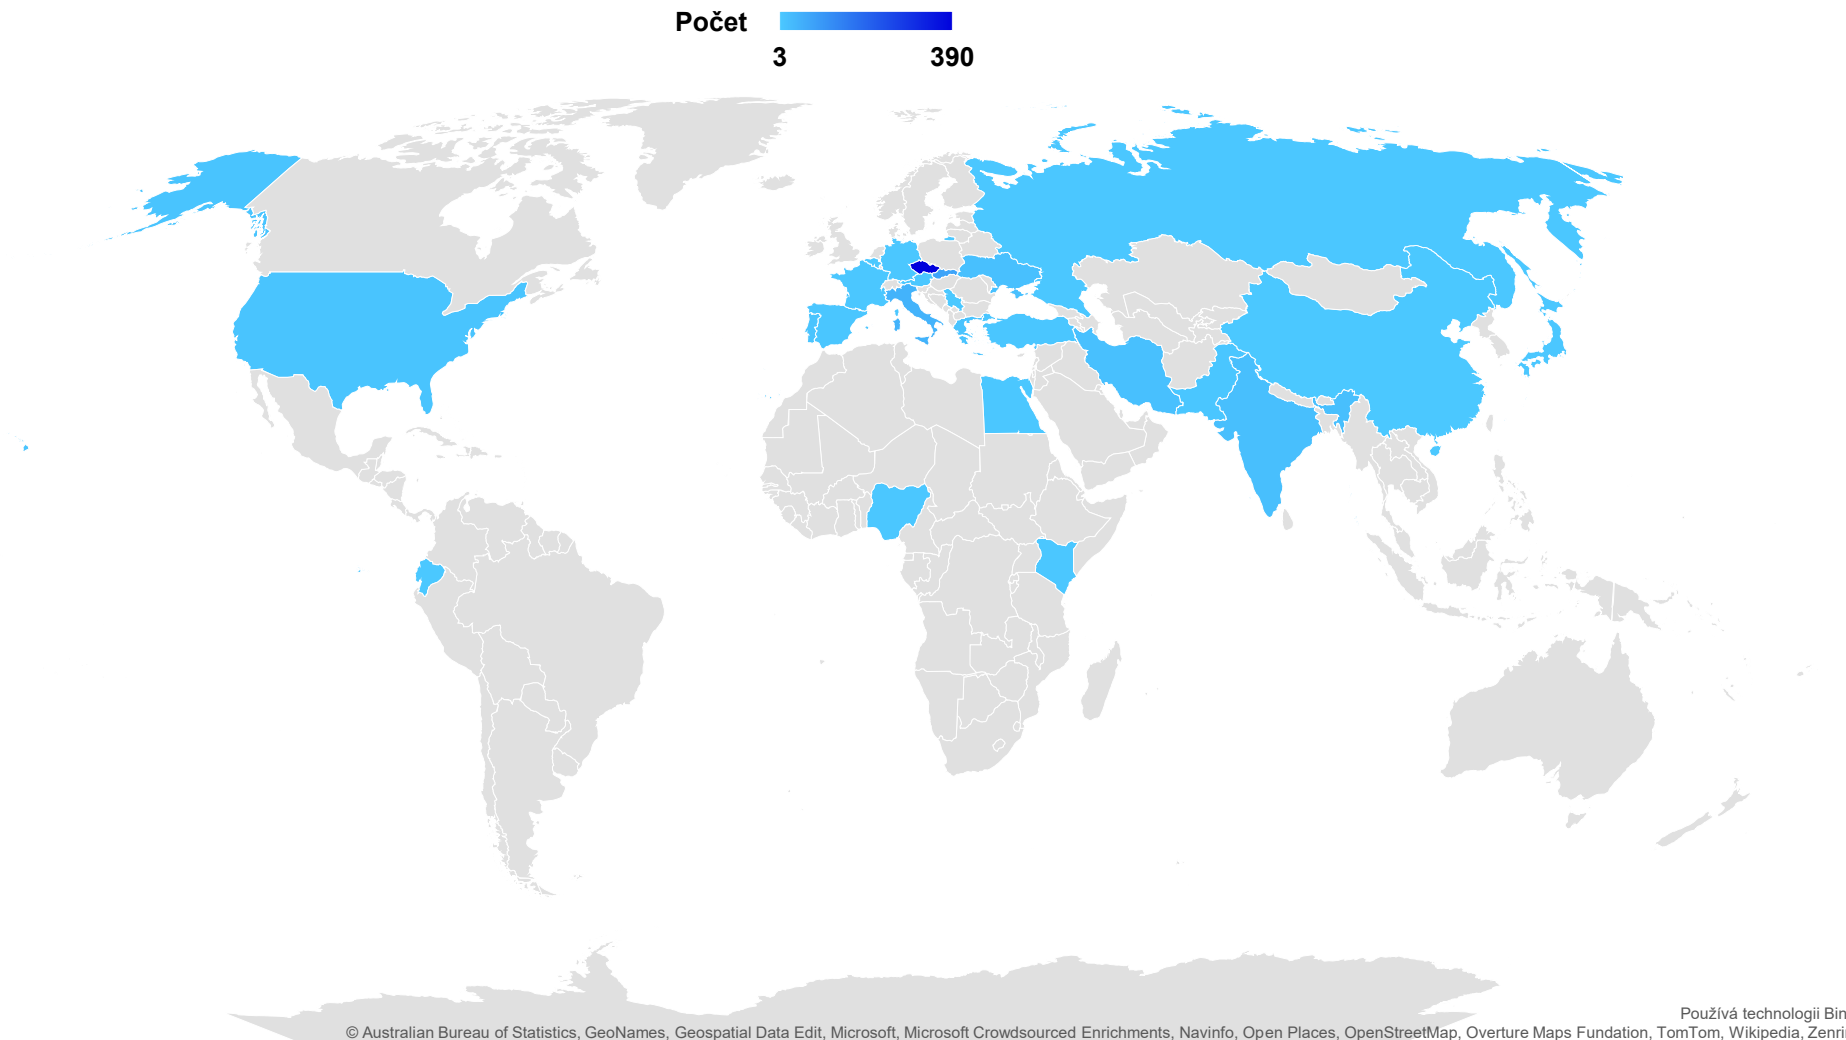 Počet
3 390
Používá technologii Bin
© Australian Bureau of Statistics, GeoNames, Geospatial Data Edit, Microsoft, Microsoft Crowdsourced Enrichments, Navinfo, Open Places, OpenStreetMap, Overture Maps Fundation, TomTom, Wikipedia, Zenri